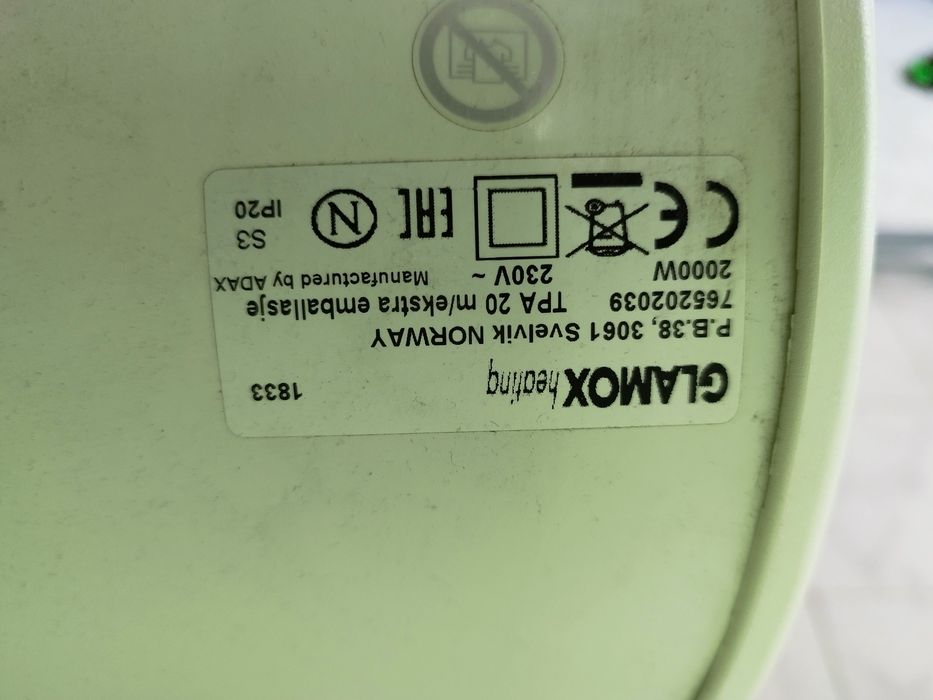 GLAMOX heating 1833
P.B.38, 3061 Svelvik NORWAY
765202039 TPA 20 m/ekstra emballasje
2000W 230V ~ Manufactured by ADAX
CE EAC N S3
IP20